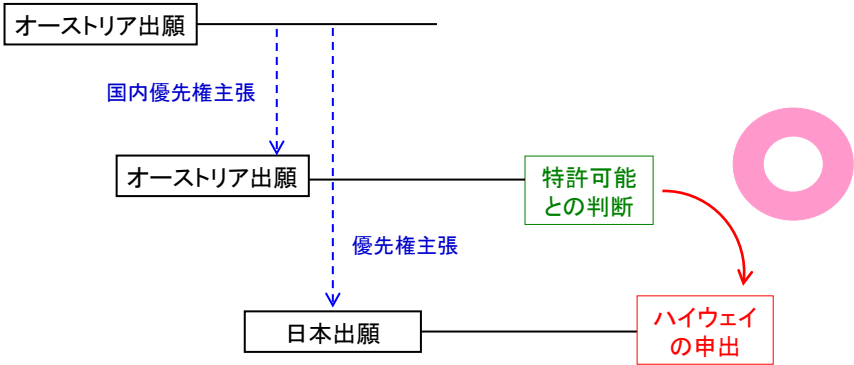 オーストリア出願
国内優先権主張
オーストリア出願
特許可能
との判断
優先権主張
日本出願
ハイウェイ
の申出